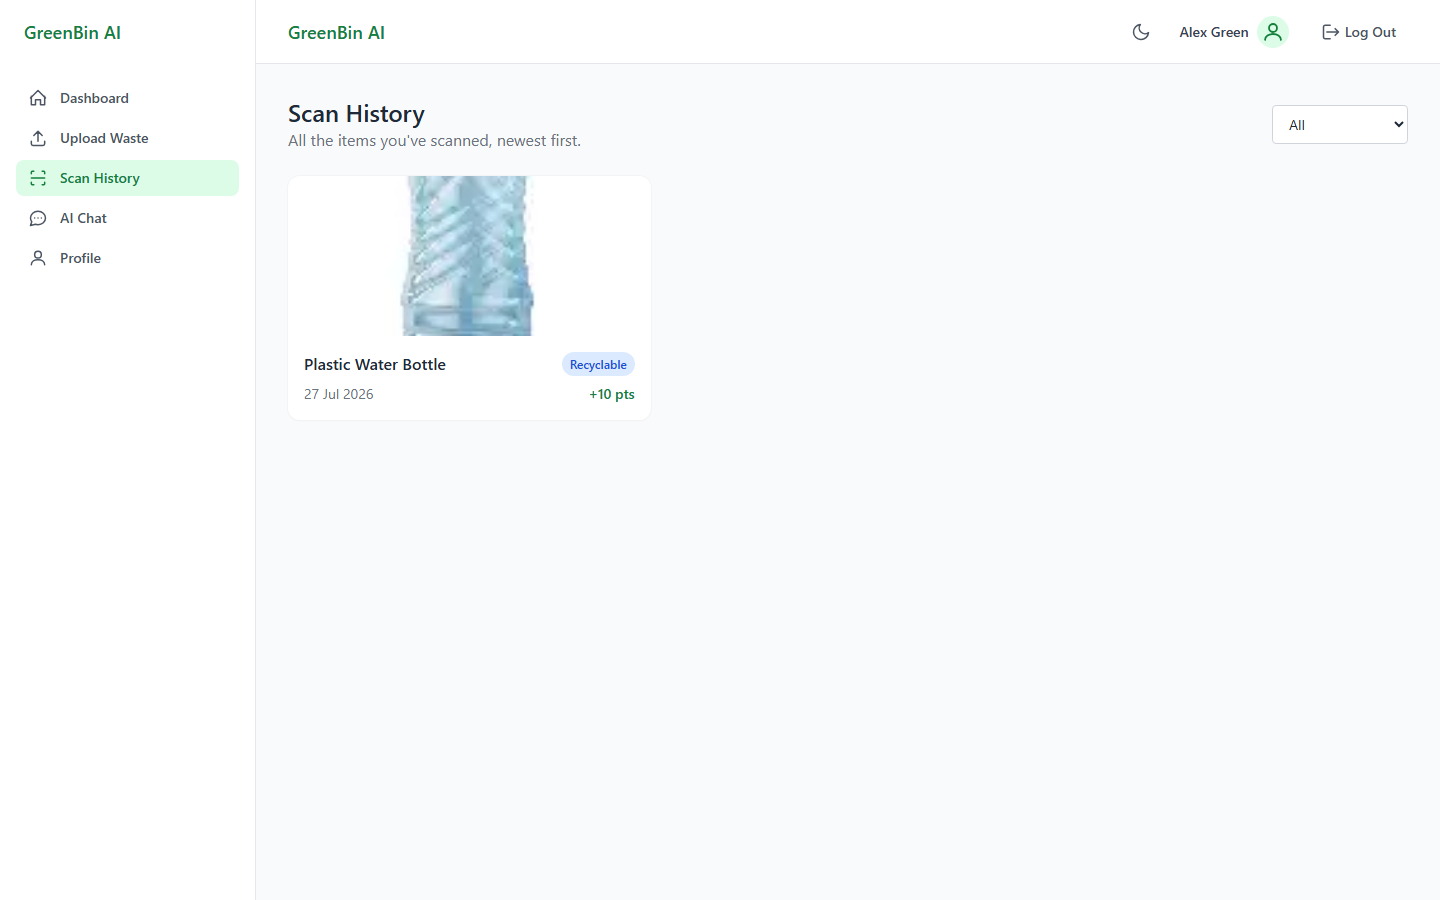 GreenBin AI
Dashboard
Upload Waste
Scan History
AI Chat
Profile
GreenBin AI
Alex Green
Log Out
Scan History
All the items you've scanned, newest first.
All
Plastic Water Bottle
Recyclable
27 Jul 2026
+10 pts